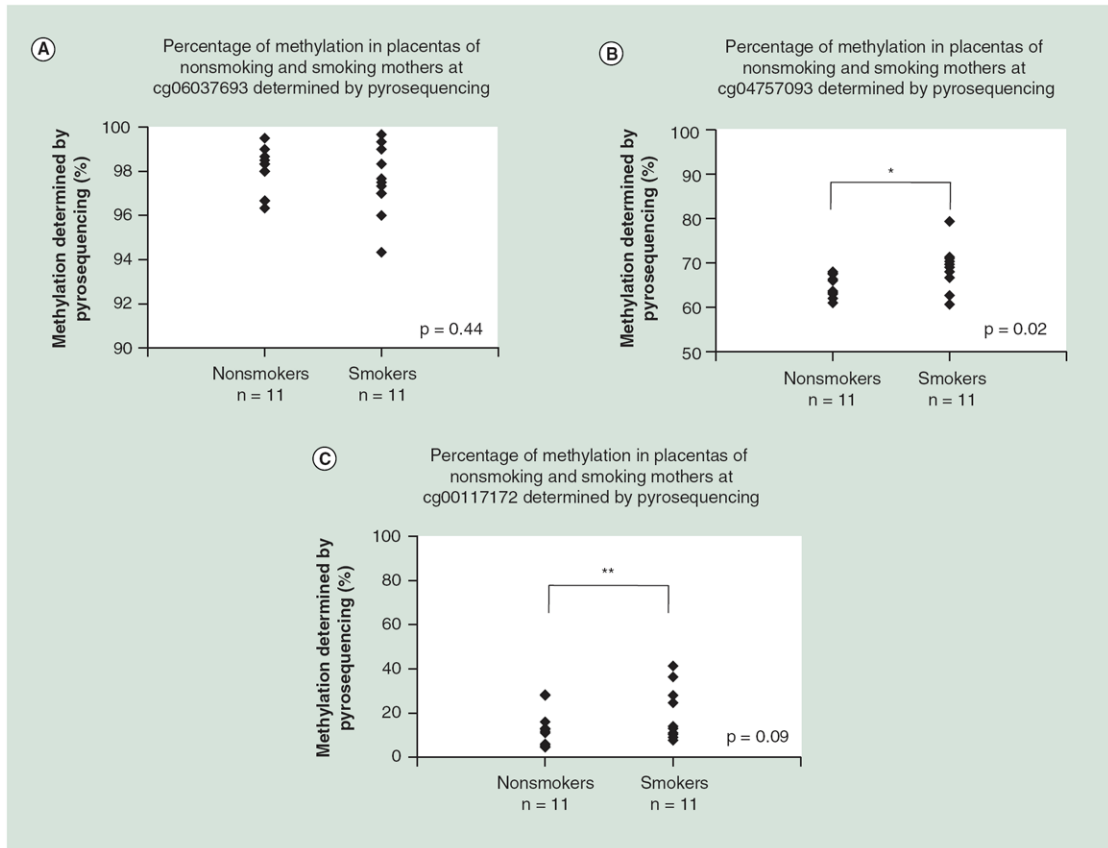 A
Percentage of methylation in placentas of
nonsmoking and smoking mothers at
cg06037693 determined by pyrosequencing
Methylation determined by
pyrosequencing (%)
100
98
96
94
92
90
p = 0.44
Nonsmokers
n = 11
Smokers
n = 11
B
Percentage of methylation in placentas of
nonsmoking and smoking mothers at
cg04757093 determined by pyrosequencing
Methylation determined by
pyrosequencing (%)
100
90
80
70
60
50
*
p = 0.02
Nonsmokers
n = 11
Smokers
n = 11
C
Percentage of methylation in placentas of
nonsmoking and smoking mothers at
cg00117172 determined by pyrosequencing
Methylation determined by
pyrosequencing (%)
100
80
60
40
20
0
**
p = 0.09
Nonsmokers
n = 11
Smokers
n = 11